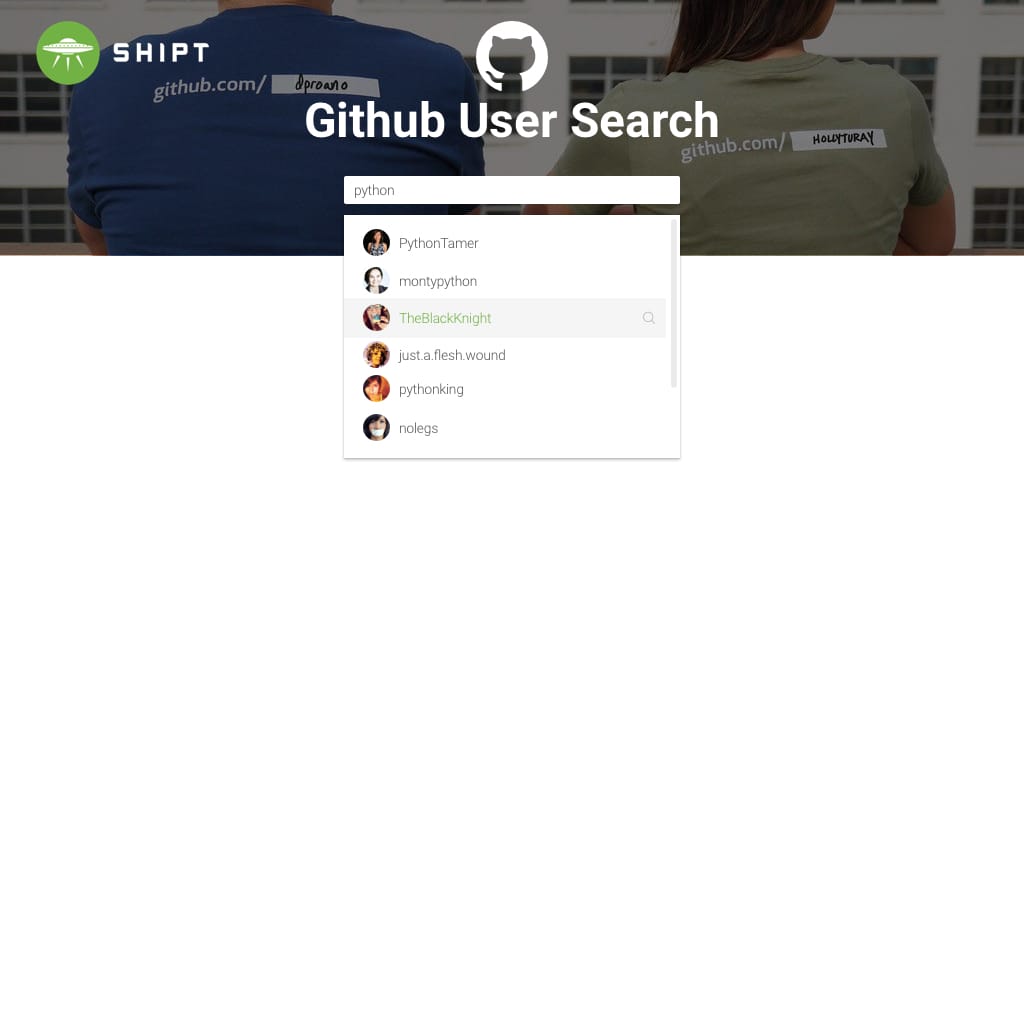 SHIPT
github.com/ dproano
github.com/ HOLLYTURAY
Github User Search
python
PythonTamer
montypython
TheBlackKnight
just.a.flesh.wound
pythonking
nolegs